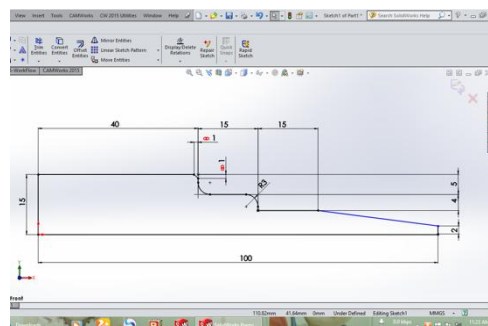 View Insert Tools CAMWorks CW 2015 Utilities Window Help
Sketch1 of Part1 *
Search SolidWorks Help
Trim Entities
Convert Entities
Offset Entities
Mirror Entities
Linear Sketch Pattern
Move Entities
Display/Delete Relations
Repair Sketch
Quick Snaps
Rapid Sketch
WorkFlow CAMWorks 2015
40 15 15
1
1
R3
5
4
15
2
100
Front
110.82mm 41.64mm 0mm Under Defined Editing Sketch1 MMGS